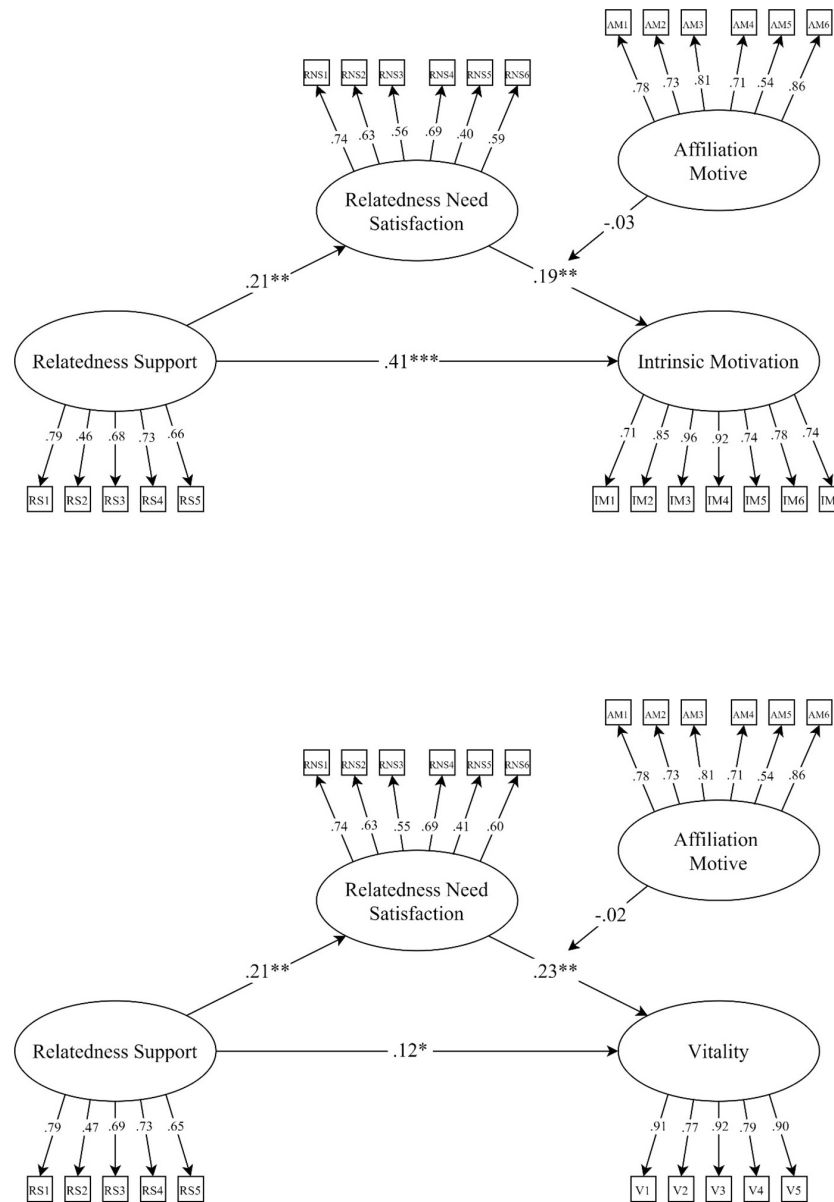 AM1 AM2 AM3 AM4 AM5 AM6
.78 .73 .81 .71 .54 .86
RNS1 RNS2 RNS3 RNS4 RNS5 RNS6
.74 .63 .56 .69 .40 .59
Affiliation
Motive
Relatedness Need
Satisfaction
-.03
.21**
.19**
Relatedness Support
.41***
Intrinsic Motivation
.79 .46 .68 .73 .66
.71 .85 .96 .92 .74 .78 .74
RS1 RS2 RS3 RS4 RS5
IM1 IM2 IM3 IM4 IM5 IM6 IM
AM1 AM2 AM3 AM4 AM5 AM6
.78 .73 .81 .71 .54 .86
RNS1 RNS2 RNS3 RNS4 RNS5 RNS6
.74 .63 .55 .69 .41 .60
Affiliation
Motive
Relatedness Need
Satisfaction
-.02
.21**
.23**
Relatedness Support
.12*
Vitality
.79 .47 .69 .73 .65
.91 .77 .92 .79 .90
RS1 RS2 RS3 RS4 RS5
V1 V2 V3 V4 V5